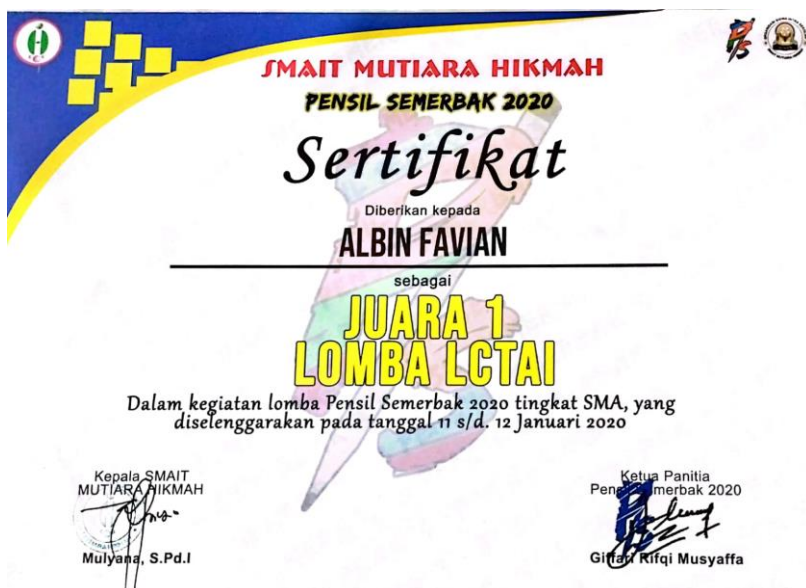 SMAIT MUTIARA HIKMAH
PENSIL SEMERBAK 2020
Sertifikat
Diberikan kepada
ALBIN FAVIAN
sebagai
JUARA 1
LOMBA LCTAI
Dalam kegiatan lomba Pensil Semerbak 2020 tingkat SMA, yang
diselenggarakan pada tanggal 11 s/d. 12 Januari 2020
Kepala SMAIT
MUTIARA HIKMAH
Mulyana, S.Pd.I
Ketua Panitia
Pensil Semerbak 2020
Giffari Rifqi Musyaffa